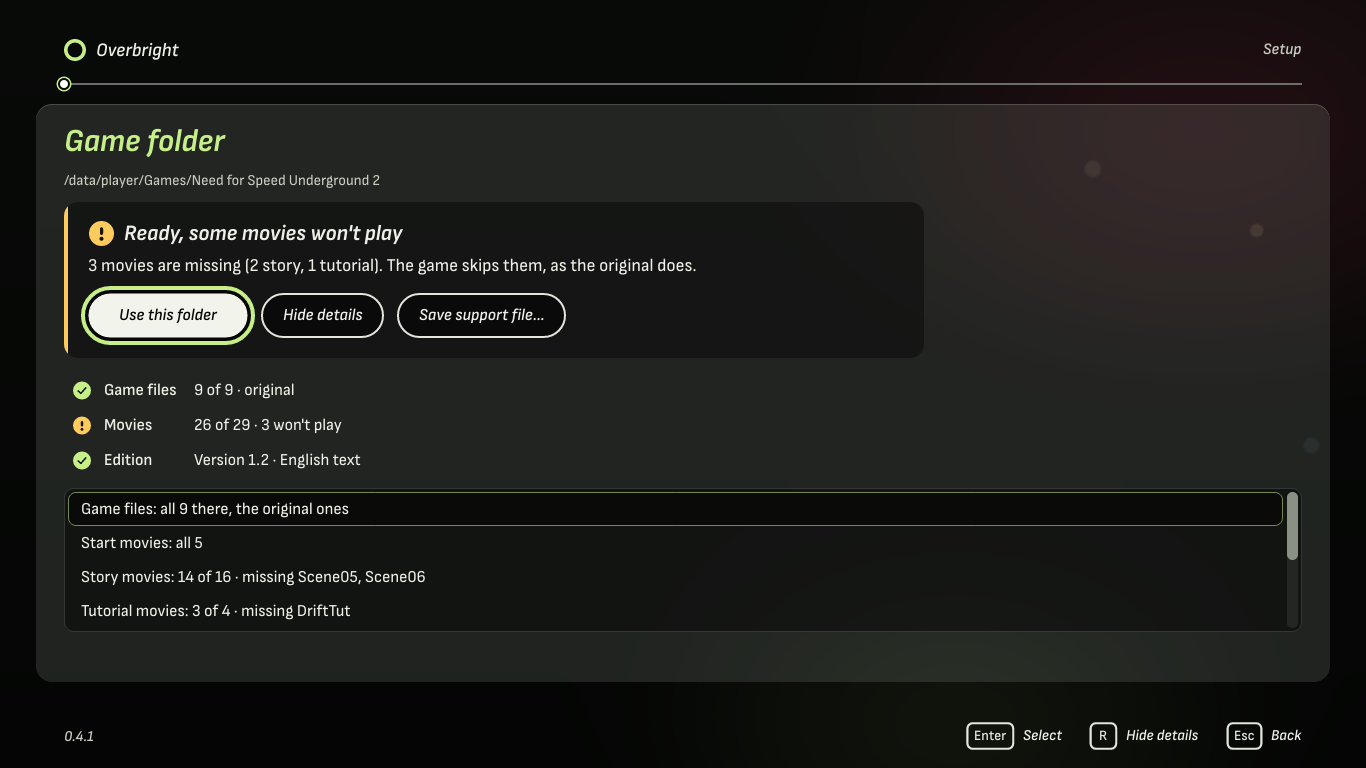 Overbright
Setup
Game folder
/data/player/Games/Need for Speed Underground 2
Ready, some movies won't play
3 movies are missing (2 story, 1 tutorial). The game skips them, as the original does.
Use this folder
Hide details
Save support file...
Game files 9 of 9 · original
Movies 26 of 29 · 3 won't play
Edition Version 1.2 · English text
Game files: all 9 there, the original ones
Start movies: all 5
Story movies: 14 of 16 · missing Scene05, Scene06
Tutorial movies: 3 of 4 · missing DriftTut
0.4.1
Enter Select
R Hide details
Esc Back